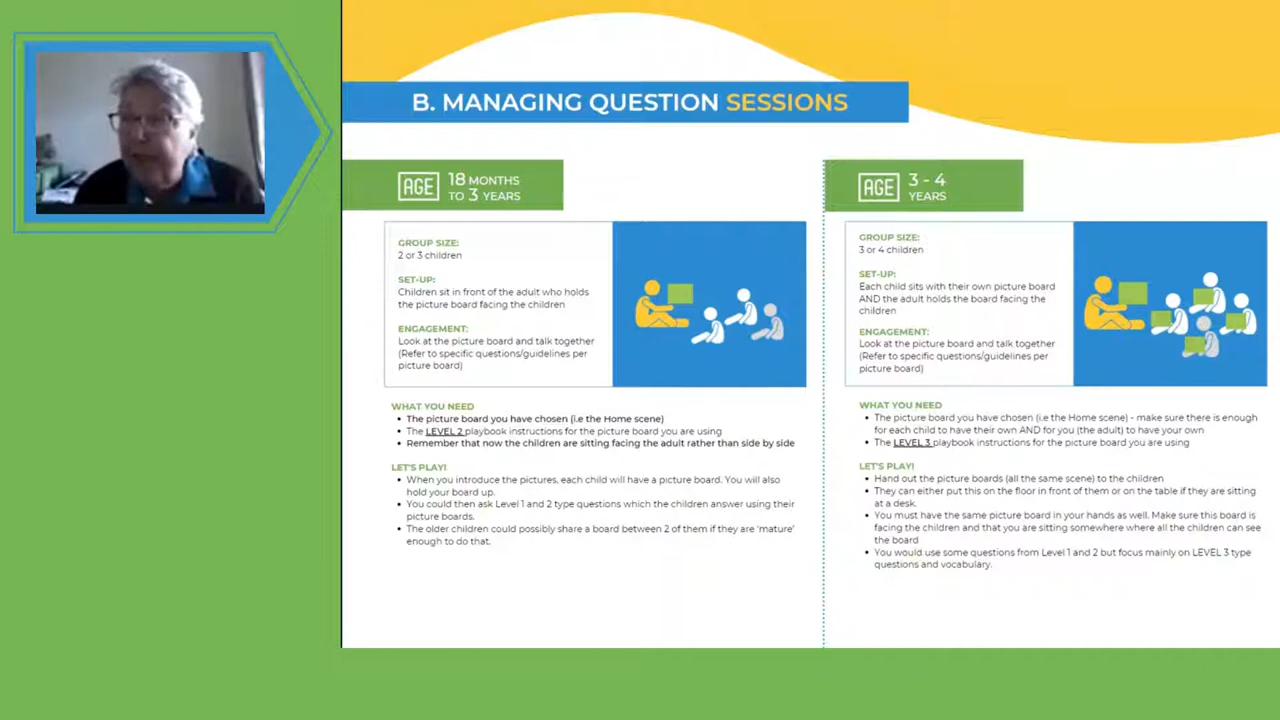 B. MANAGING QUESTION SESSIONS
AGE
18 MONTHS
TO 3 YEARS
GROUP SIZE:
2 or 3 children
SET-UP:
Children sit in front of the adult who holds
the picture board facing the children
ENGAGEMENT:
Look at the picture board and talk together
(Refer to specific questions/guidelines per
picture board)
WHAT YOU NEED
• The picture board you have chosen (i.e the Home scene)
• The LEVEL 2 playbook instructions for the picture board you are using
• Remember that now the children are sitting facing the adult rather than side by side
LET'S PLAY!
• When you introduce the pictures, each child will have a picture board. You will also
hold your board up.
• You could then ask Level 1 and 2 type questions which the children answer using their
picture boards.
• The older children could possibly share a board between 2 of them if they are 'mature'
enough to do that.
AGE
3 - 4
YEARS
GROUP SIZE:
3 or 4 children
SET-UP:
Each child sits with their own picture board
AND the adult holds the board facing the
children
ENGAGEMENT:
Look at the picture board and talk together
(Refer to specific questions/guidelines per
picture board)
WHAT YOU NEED
• The picture board you have chosen (i.e the Home scene) - make sure there is enough
for each child to have their own AND for you (the adult) to have your own
• The LEVEL 3 playbook instructions for the picture board you are using
LET'S PLAY!
• Hand out the picture boards (all the same scene) to the children
• They can either put this on the floor in front of them or on the table if they are sitting
at a desk.
• You must have the same picture board in your hands as well. Make sure this board is
facing the children and that you are sitting somewhere where all the children can see
the board
• You would use some questions from Level 1 and 2 but focus mainly on LEVEL 3 type
questions and vocabulary.